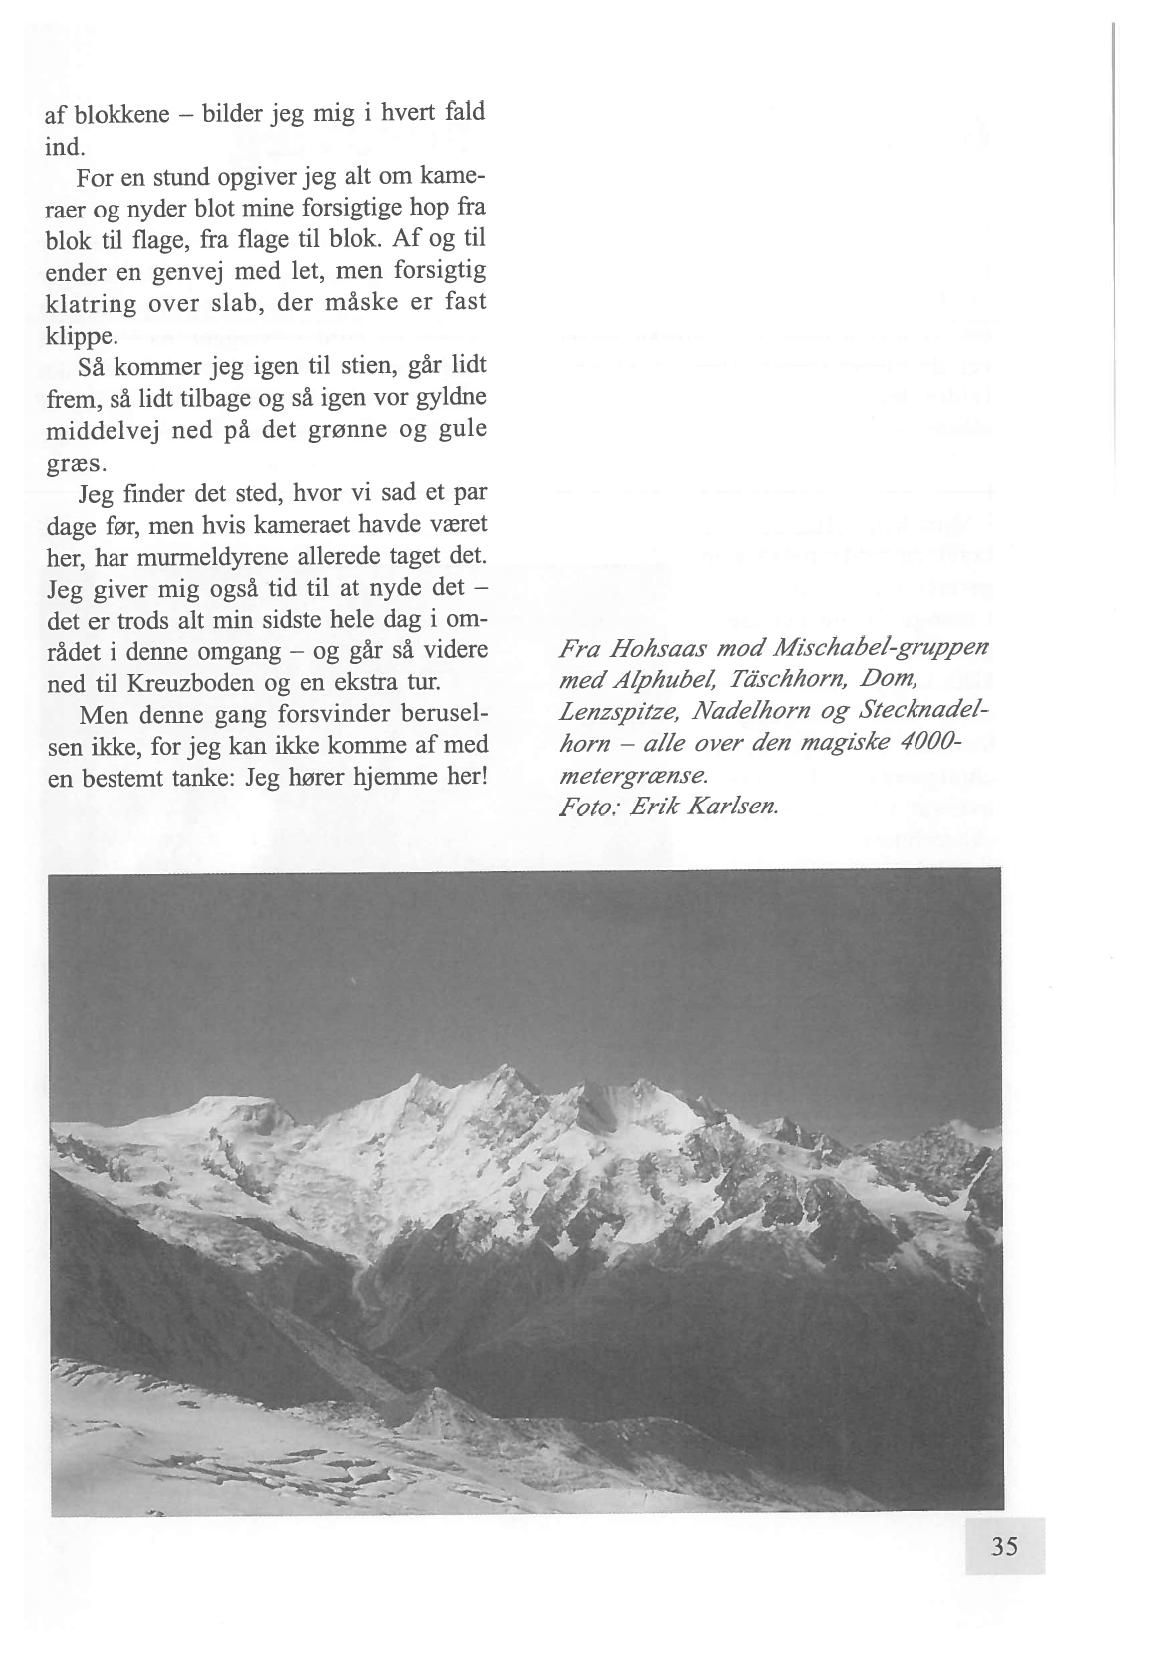 af blokkene – bilder jeg mig i hvert fald
ind.
For en stund opgiver jeg alt om kame-
raer og nyder blot mine forsigtige hop fra
blok til flage, fra flage til blok. Af og til
ender en genvej med let, men forsigtig
klatring over slab, der måske er fast
klippe.
Så kommer jeg igen til stien, går lidt
frem, så lidt tilbage og så igen vor gyldne
middelvej ned på det grønne og gule
græs.
Jeg finder det sted, hvor vi sad et par
dage før, men hvis kameraet havde været
her, har murmeldyrene allerede taget det.
Jeg giver mig også tid til at nyde det –
det er trods alt min sidste hele dag i om-
rådet i denne omgang – og går så videre
ned til Kreuzboden og en ekstra tur.
Men denne gang forsvinder berusel-
sen ikke, for jeg kan ikke komme af med
en bestemt tanke: Jeg hører hjemme her!
Fra Hohsaas mod Mischabel-gruppen
med Alphubel, Täschhorn, Dom,
Lenzspitze, Nadelhorn og Stecknadel-
horn – alle over den magiske 4000-
metergrænse.
Foto: Erik Karlsen.
35